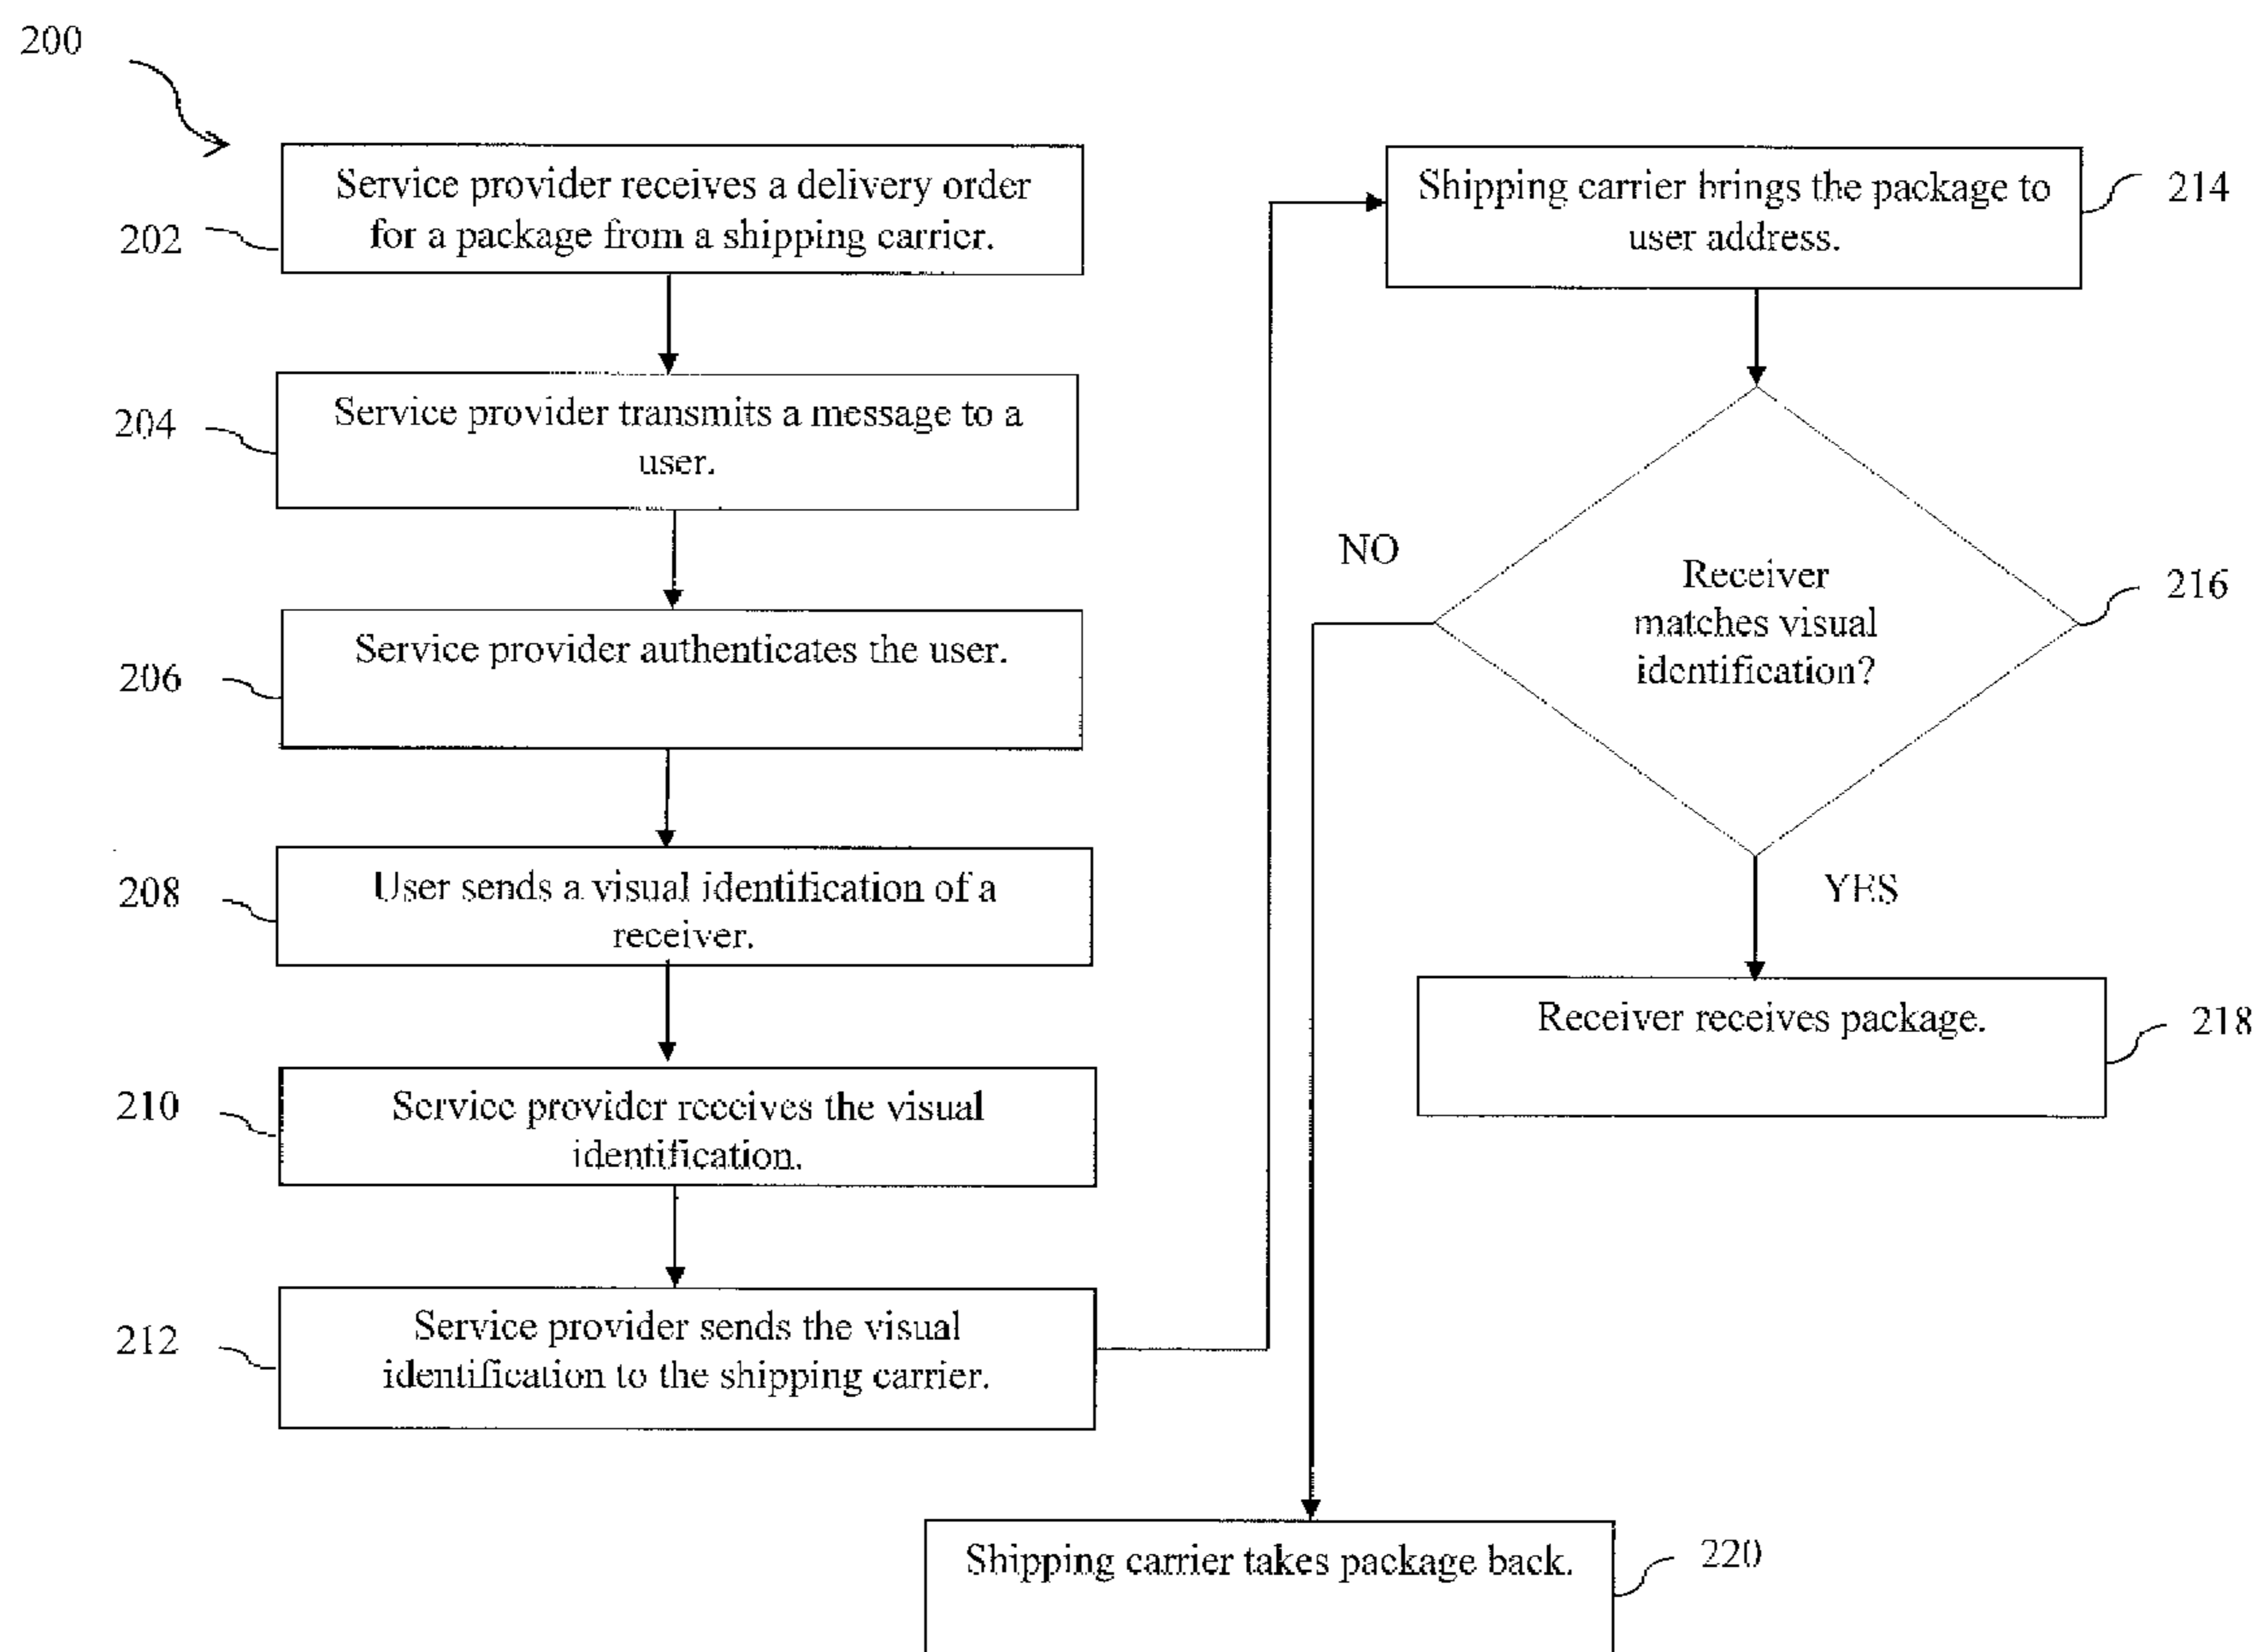 200
202
Service provider receives a delivery order
for a package from a shipping carrier.
204
Service provider transmits a message to a
user.
206
Service provider authenticates the user.
208
User sends a visual identification of a
receiver.
210
Service provider receives the visual
identification.
212
Service provider sends the visual
identification to the shipping carrier.
Shipping carrier brings the package to
user address.
214
NO
Receiver
matches visual
identification?
216
YES
Receiver receives package.
218
Shipping carrier takes package back.
220